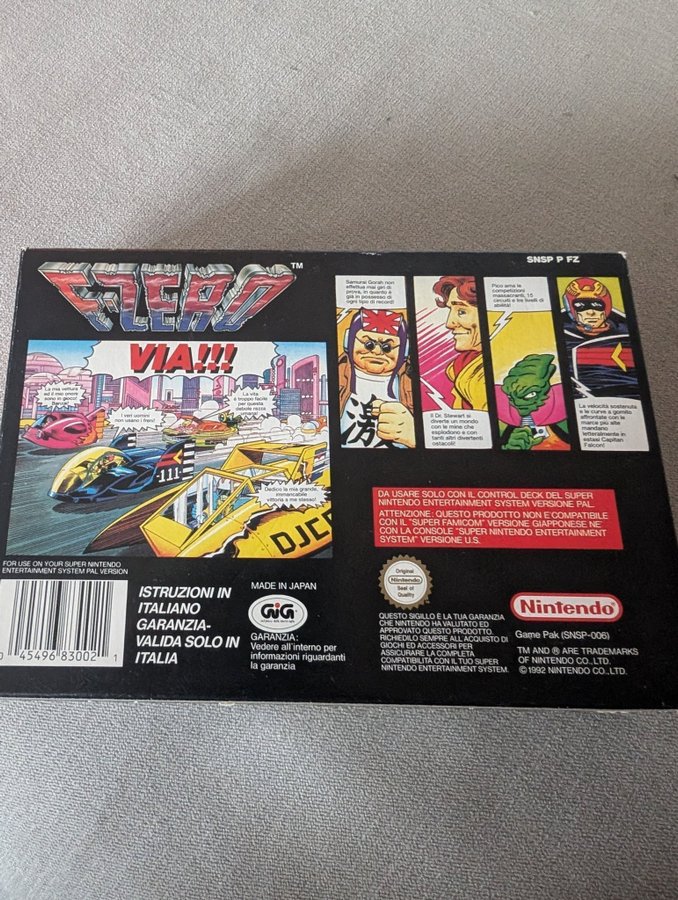 F-ZERO™
SNSP P FZ
VIA!!!
La mia vettura
ed il mio onore
sono in gioco!
Banzai!
I veri uomini
non usano i freni!
La vita
è troppo facile
per questa
debole razza
umana!
Dedico la mia grande,
immancabile
vittoria a me stesso!
-111-
DJCP
Samurai Gorah non
effettua mai giri di
prova, in quanto è
già in possesso di
ogni tipo di record!
激
Il Dr. Stewart si
diverte un mondo
con le mine che
esplodono e con
tanti altri divertenti
ostacoli!
Pico ama le
competizioni
massacranti, 15
circuiti e tre livelli di
abilità!
La velocità sostenuta
e le curve a gomito
affrontate con le
marce più alte
mandano
letteralmente in
estasi Capitan
Falcon!
DA USARE SOLO CON IL CONTROL DECK DEL SUPER
NINTENDO ENTERTAINMENT SYSTEM VERSIONE PAL.
ATTENZIONE: QUESTO PRODOTTO NON E COMPATIBILE
CON IL "SUPER FAMICOM" VERSIONE GIAPPONESE NE'
CON LA CONSOLE "SUPER NINTENDO ENTERTAINMENT
SYSTEM" VERSIONE U.S.
FOR USE ON YOUR SUPER NINTENDO
ENTERTAINMENT SYSTEM PAL VERSION
0 45496 83002 1
ISTRUZIONI IN
ITALIANO
GARANZIA-
VALIDA SOLO IN
ITALIA
MADE IN JAPAN
GiG
GARANZIA:
Vedere all'interno per
informazioni riguardanti
la garanzia
Original
Nintendo
Seal of
Quality
QUESTO SIGILLO È LA TUA GARANZIA
CHE NINTENDO HA VALUTATO ED
APPROVATO QUESTO PRODOTTO.
RICHIEDILO SEMPRE ALL'ACQUISTO DI
GIOCHI ED ACCESSORI PER
ASSICURARE LA COMPLETA
COMPATIBILITÀ CON IL TUO SUPER
NINTENDO ENTERTAINMENT SYSTEM.
Nintendo®
Game Pak (SNSP-006)
TM AND ® ARE TRADEMARKS
OF NINTENDO CO., LTD.
© 1992 NINTENDO CO., LTD.